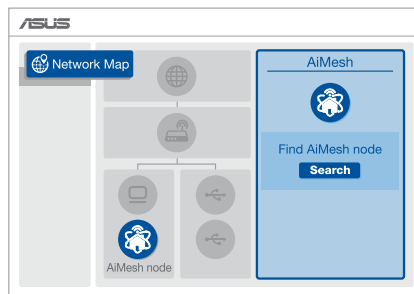 ASUS
Network Map
AiMesh
Find AiMesh node
Search
AiMesh node